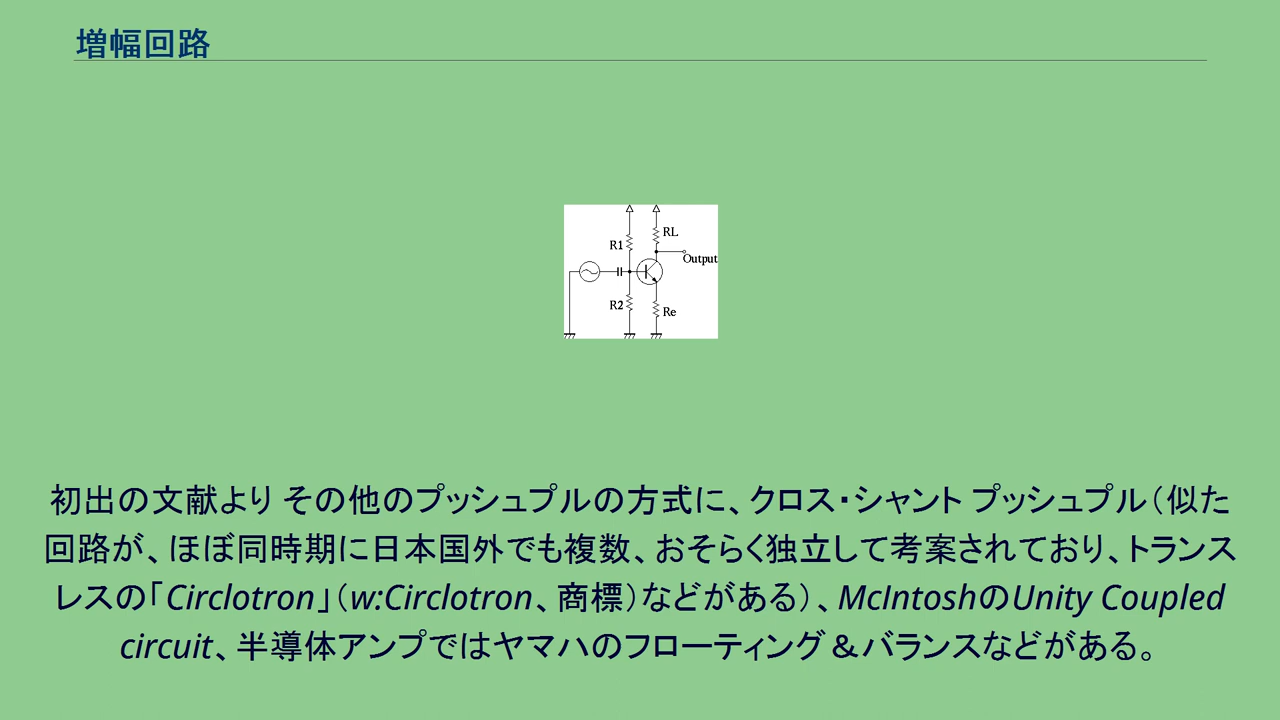 増幅回路
R1
RL
Output
R2
Re
初出の文献より その他のプッシュプルの方式に、クロス・シャント プッシュプル（似た
回路が、ほぼ同時期に日本国外でも複数、おそらく独立して考案されており、トランス
レスの「Circlotron」（w:Circlotron、商標）などがある）、McIntoshのUnity Coupled
circuit、半導体アンプではヤマハのフローティング＆バランスなどがある。